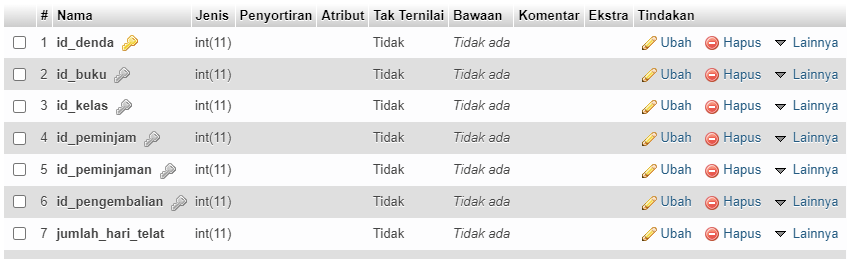 # Nama Jenis Penyortiran Atribut Tak Ternilai Bawaan Komentar Ekstra Tindakan
1 id_denda int(11) Tidak Tidak ada Ubah Hapus Lainnya
2 id_buku int(11) Tidak Tidak ada Ubah Hapus Lainnya
3 id_kelas int(11) Tidak Tidak ada Ubah Hapus Lainnya
4 id_peminjam int(11) Tidak Tidak ada Ubah Hapus Lainnya
5 id_peminjaman int(11) Tidak Tidak ada Ubah Hapus Lainnya
6 id_pengembalian int(11) Tidak Tidak ada Ubah Hapus Lainnya
7 jumlah_hari_telat int(11) Tidak Tidak ada Ubah Hapus Lainnya